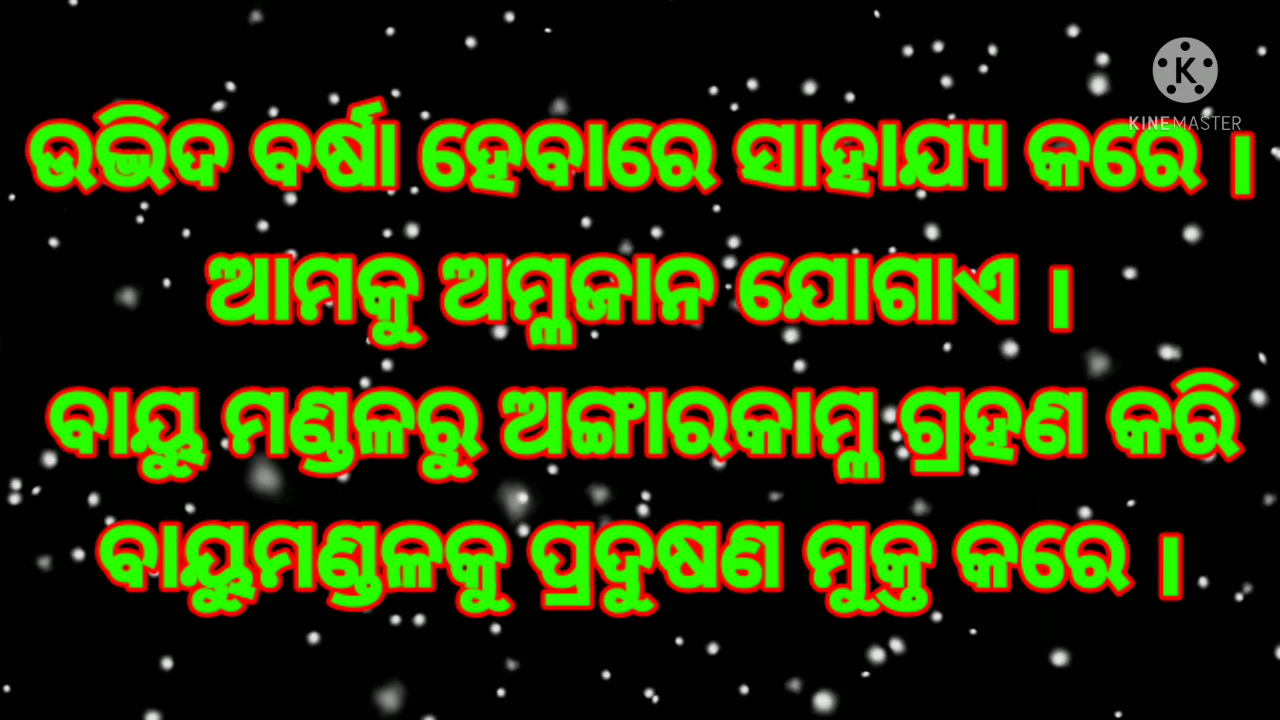 KINEMASTER
ଉଦ୍ଭିଦ ବର୍ଷା ହେବାରେ ସାହାଯ୍ୟ କରେ ।
ଆମକୁ ଅମ୍ଳଜାନ ଯୋଗାଏ ।
ବାୟୁ ମଣ୍ଡଳରୁ ଅଙ୍ଗାରକାମ୍ଳ ଗ୍ରହଣ କରି
ବାୟୁମଣ୍ଡଳକୁ ପ୍ରଦୁଷଣ ମୁକ୍ତ କରେ ।